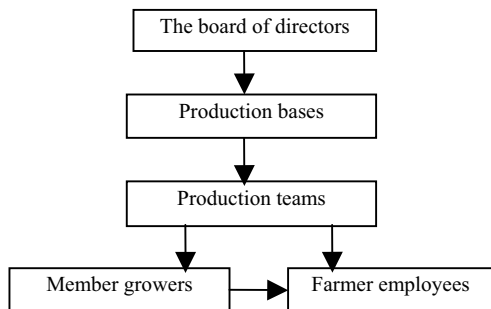 The board of directors
Production bases
Production teams
Member growers
Farmer employees